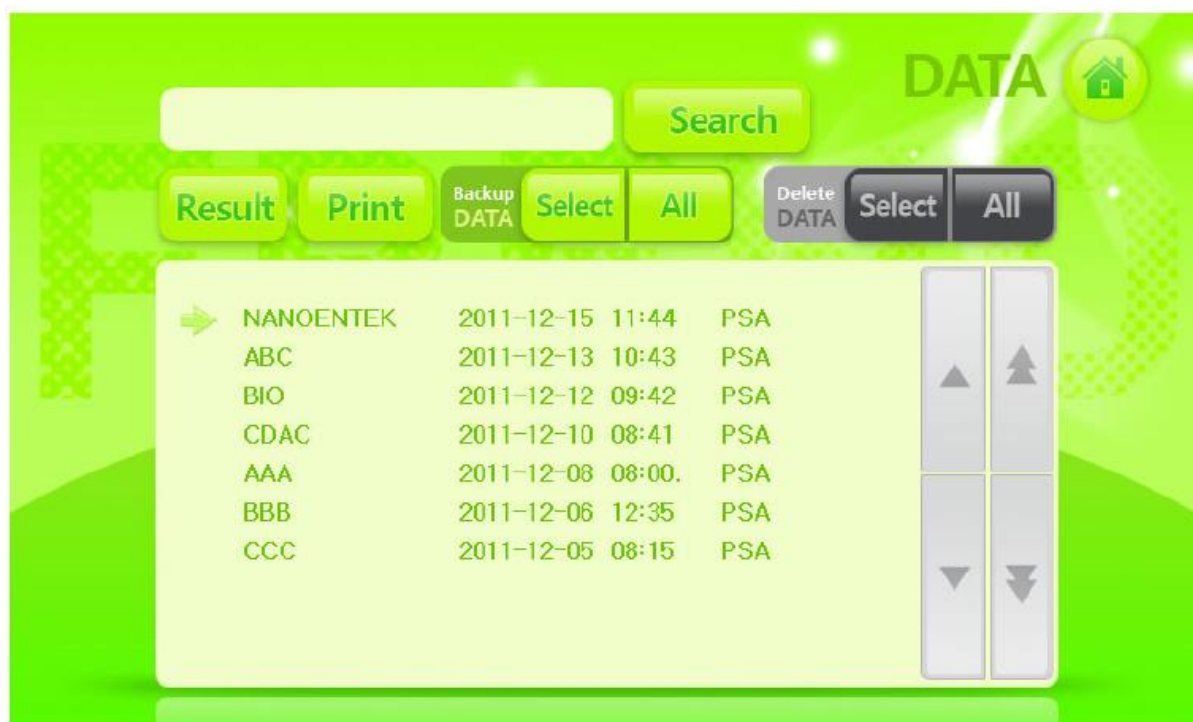 DATA
Search
Result Print Backup DATA Select All Delete DATA Select All
NANOENTEK 2011-12-15 11:44 PSA
ABC 2011-12-13 10:43 PSA
BIO 2011-12-12 09:42 PSA
CDAC 2011-12-10 08:41 PSA
AAA 2011-12-08 08:00. PSA
BBB 2011-12-06 12:35 PSA
CCC 2011-12-05 08:15 PSA